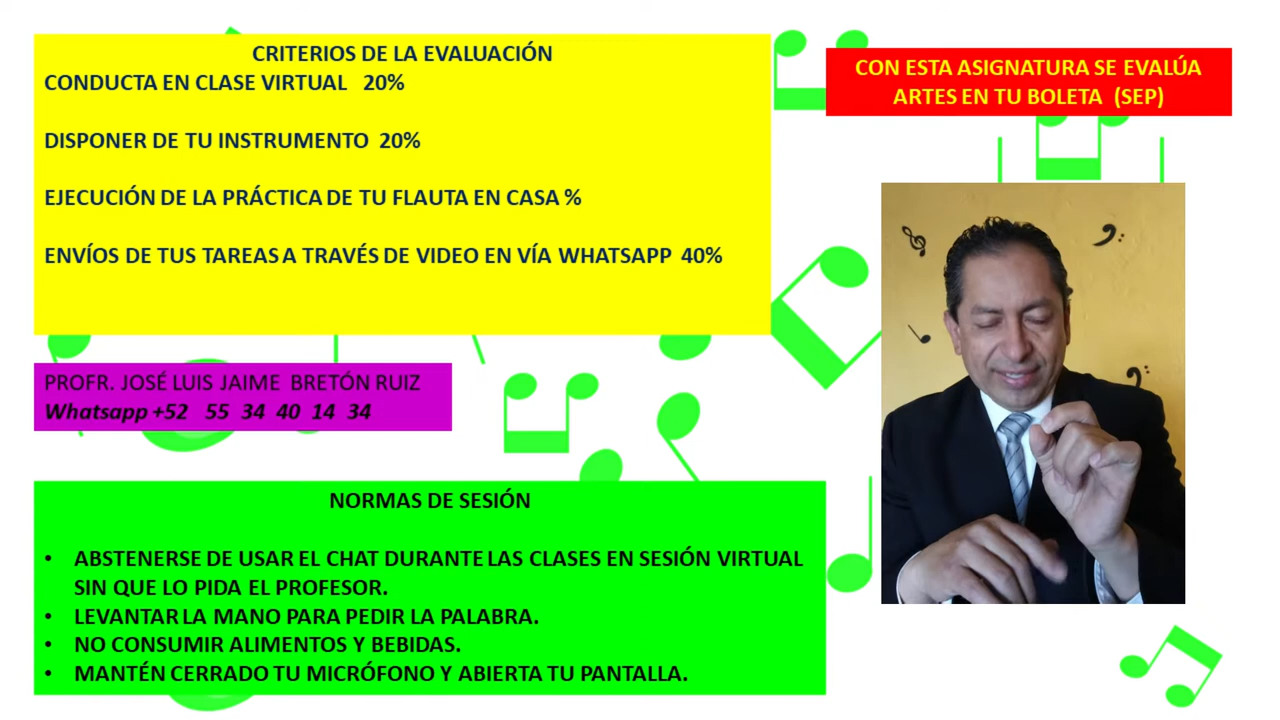 CRITERIOS DE LA EVALUACIÓN
CONDUCTA EN CLASE VIRTUAL 20%
DISPONER DE TU INSTRUMENTO 20%
EJECUCIÓN DE LA PRÁCTICA DE TU FLAUTA EN CASA %
ENVÍOS DE TUS TAREAS A TRAVÉS DE VIDEO EN VÍA WHATSAPP 40%
CON ESTA ASIGNATURA SE EVALÚA
ARTES EN TU BOLETA (SEP)
PROFR. JOSÉ LUIS JAIME BRETÓN RUIZ
Whatsapp +52 55 34 40 14 34
NORMAS DE SESIÓN
• ABSTENERSE DE USAR EL CHAT DURANTE LAS CLASES EN SESIÓN VIRTUAL
SIN QUE LO PIDA EL PROFESOR.
• LEVANTAR LA MANO PARA PEDIR LA PALABRA.
• NO CONSUMIR ALIMENTOS Y BEBIDAS.
• MANTÉN CERRADO TU MICRÓFONO Y ABIERTA TU PANTALLA.